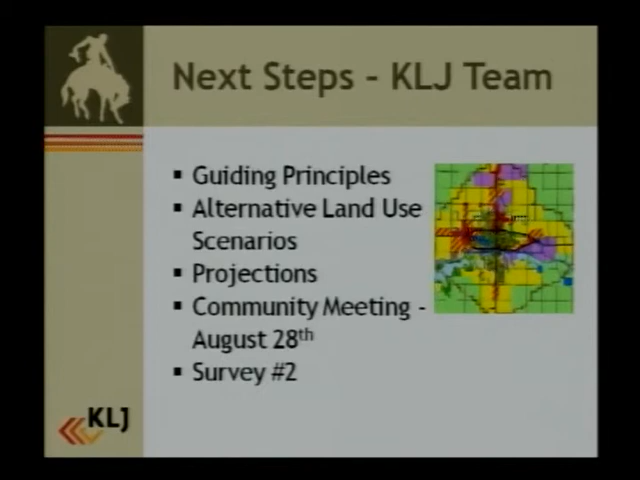 Next Steps – KLJ Team
▪ Guiding Principles
▪ Alternative Land Use
Scenarios
▪ Projections
▪ Community Meeting –
August 28th
▪ Survey #2
KLJ